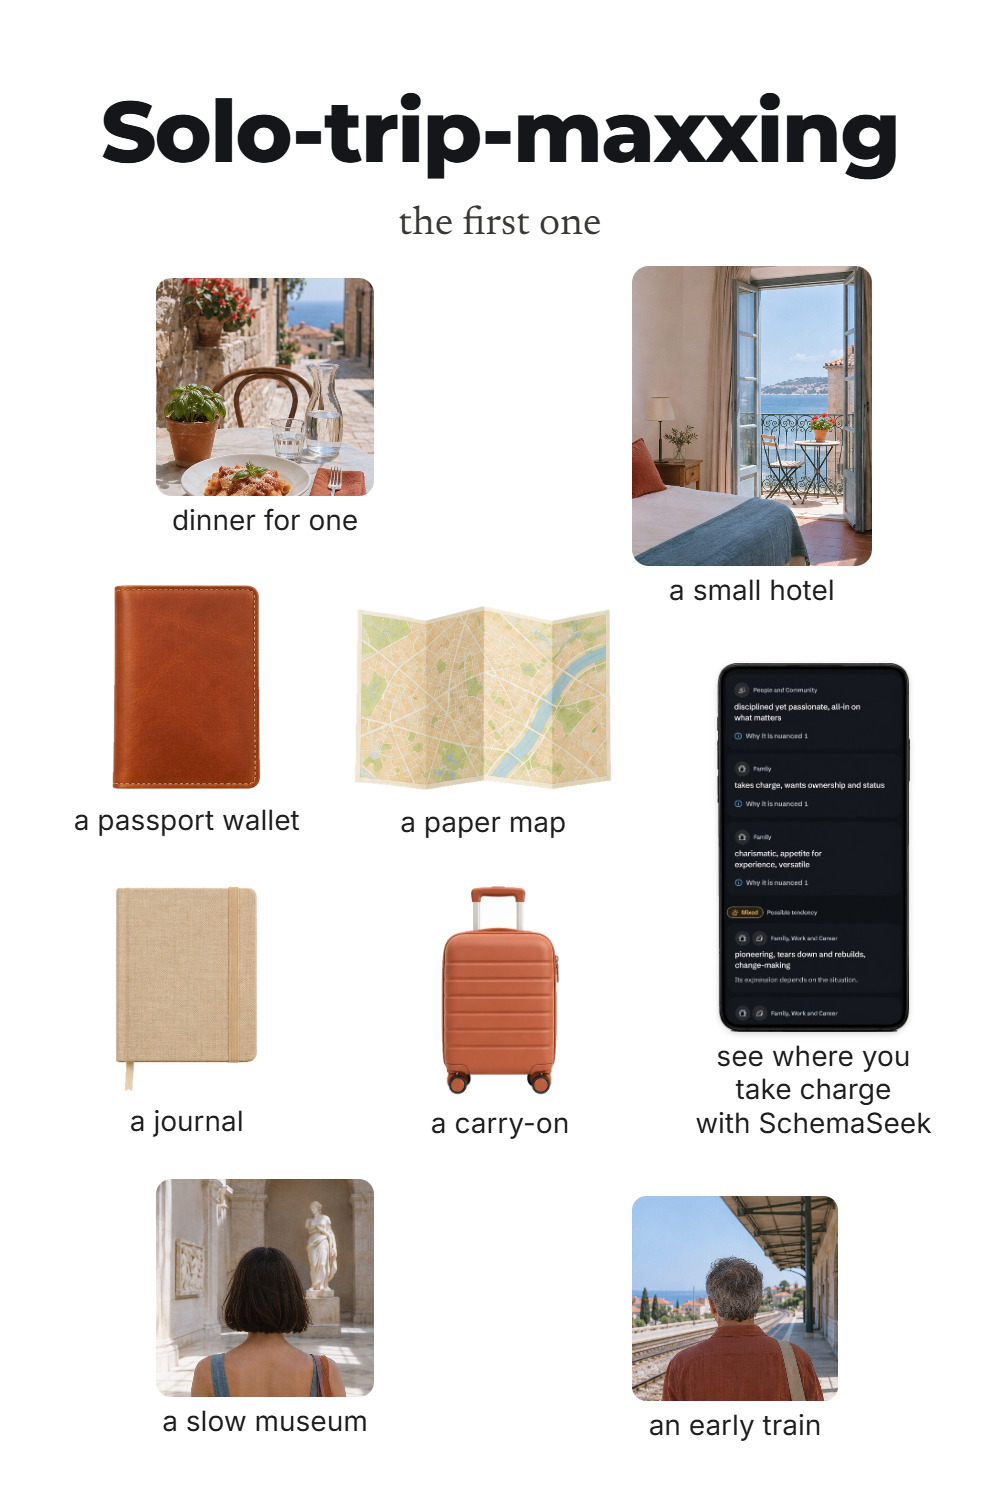 Solo-trip-maxxing
the first one
dinner for one
a small hotel
a passport wallet
a paper map
People and Community
disciplined yet passionate, all-in on
what matters
Why it is nuanced 1
Family
takes charge, wants ownership and status
Why it is nuanced 1
Family
charismatic, appetite for
experience, versatile
Why it is nuanced 1
Mixed Possible tendency
Family, Work and Career
pioneering, tears down and rebuilds,
change-making
Its expression depends on the situation.
Family, Work and Career
see where you
take charge
with SchemaSeek
a journal
a carry-on
a slow museum
an early train